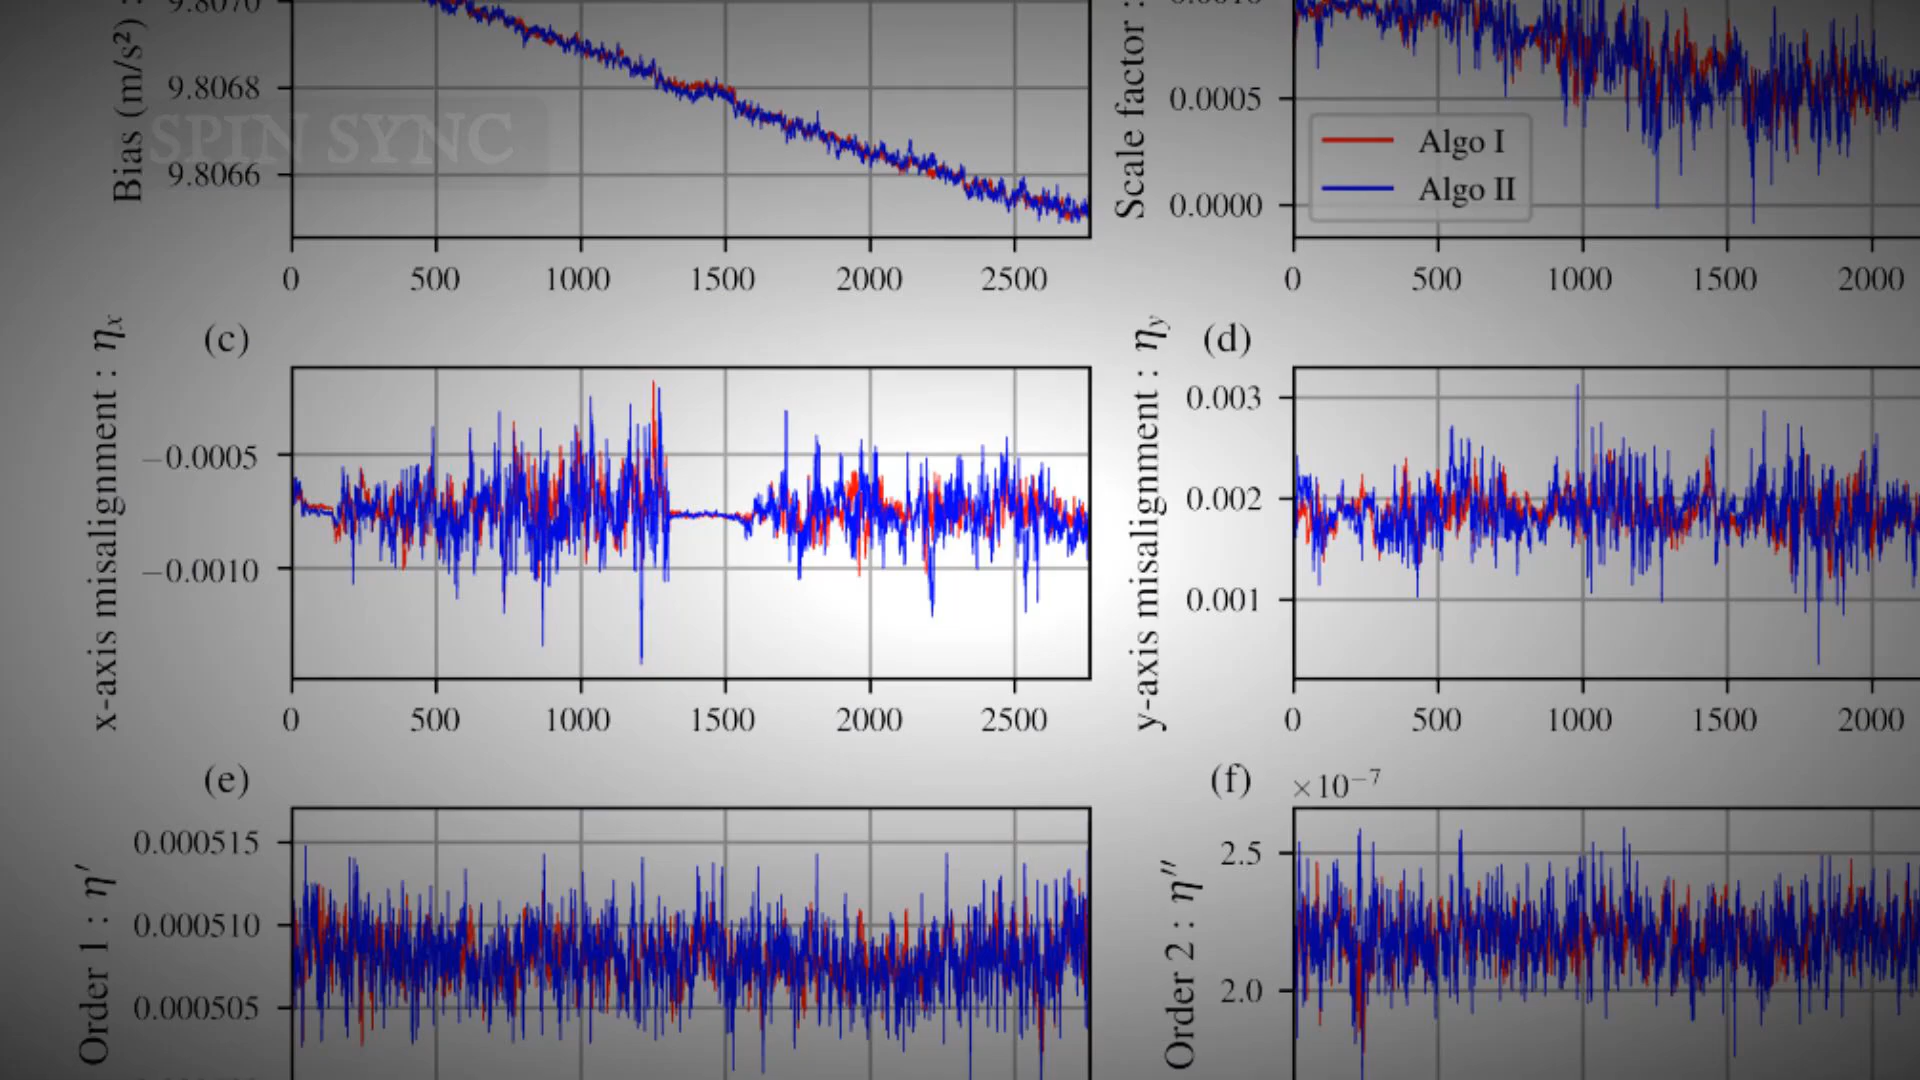 9.8070
9.8068
9.8066
Bias (m/s²) :
SPIN SYNC
0 500 1000 1500 2000 2500
0.0005
0.0000
Scale factor :
Algo I
Algo II
0 500 1000 1500 2000
(c)
x-axis misalignment : ηx
−0.0005
−0.0010
0 500 1000 1500 2000 2500
(d)
y-axis misalignment : ηy
0.003
0.002
0.001
0 500 1000 1500 2000
(e)
Order 1 : η′
0.000515
0.000510
0.000505
(f)
×10⁻⁷
Order 2 : η″
2.5
2.0